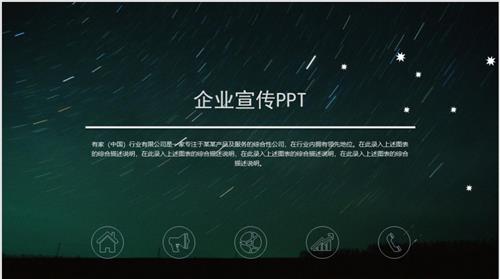 企业宣传PPT
有家（中国）行业有限公司是一家专注于某某产品及服务的综合性公司，在行业内拥有领先地位。在此录入上述图表
的综合描述说明，在此录入上述图表的综合描述说明，在此录入上述图表的综合描述说明，在此录入上述图表的综合
描述说明。